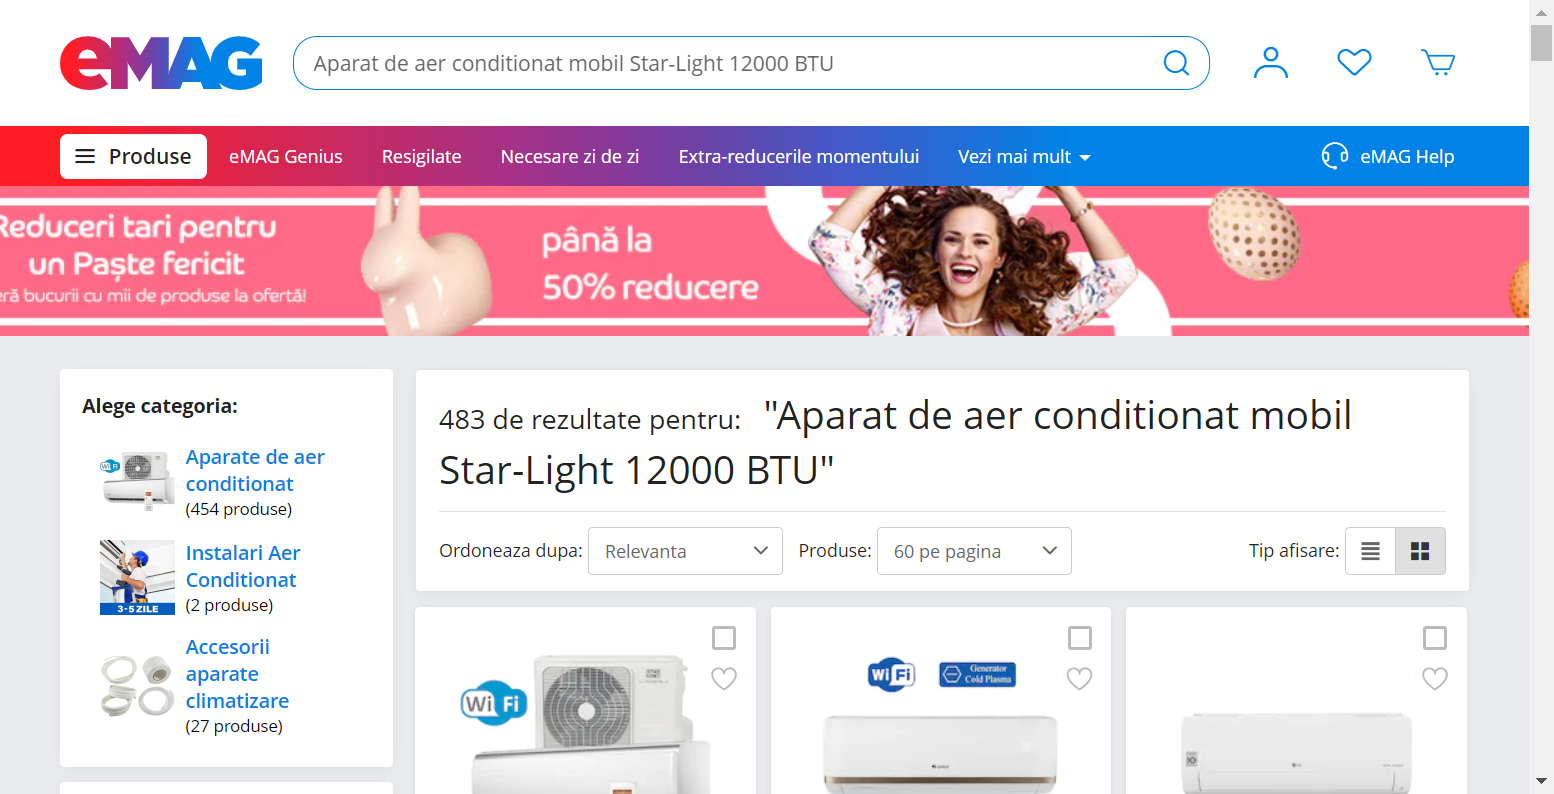 eMAG
Aparat de aer conditionat mobil Star-Light 12000 BTU
Produse
eMAG Genius
Resigilate
Necesare zi de zi
Extra-reducerile momentului
Vezi mai mult
eMAG Help
Reduceri tari pentru
un Paște fericit
bucurii cu mii de produse la ofertă!
până la
50% reducere
Alege categoria:
WiFi
Aparate de aer
conditionat
(454 produse)
3-5 ZILE
Instalari Aer
Conditionat
(2 produse)
Accesorii
aparate
climatizare
(27 produse)
483 de rezultate pentru: "Aparat de aer conditionat mobil
Star-Light 12000 BTU"
Ordoneaza dupa: Relevanta
Produse: 60 pe pagina
Tip afisare:
Wi Fi
Wi Fi
Generator
Cold Plasma
LG